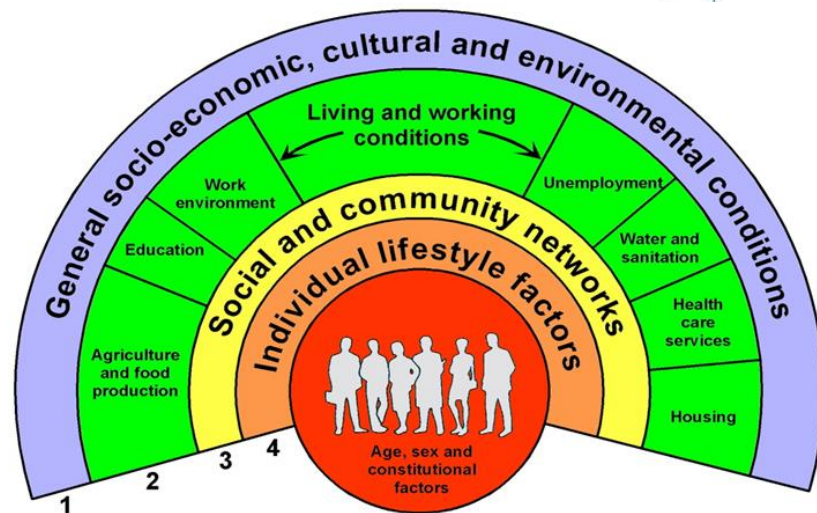 General socio-economic, cultural and environmental conditions
Living and working
conditions
Work
environment
Unemployment
Education
Water and
sanitation
Agriculture
and food
production
Health
care
services
Housing
Social and community networks
Individual lifestyle factors
Age, sex and
constitutional
factors
1
2
3
4